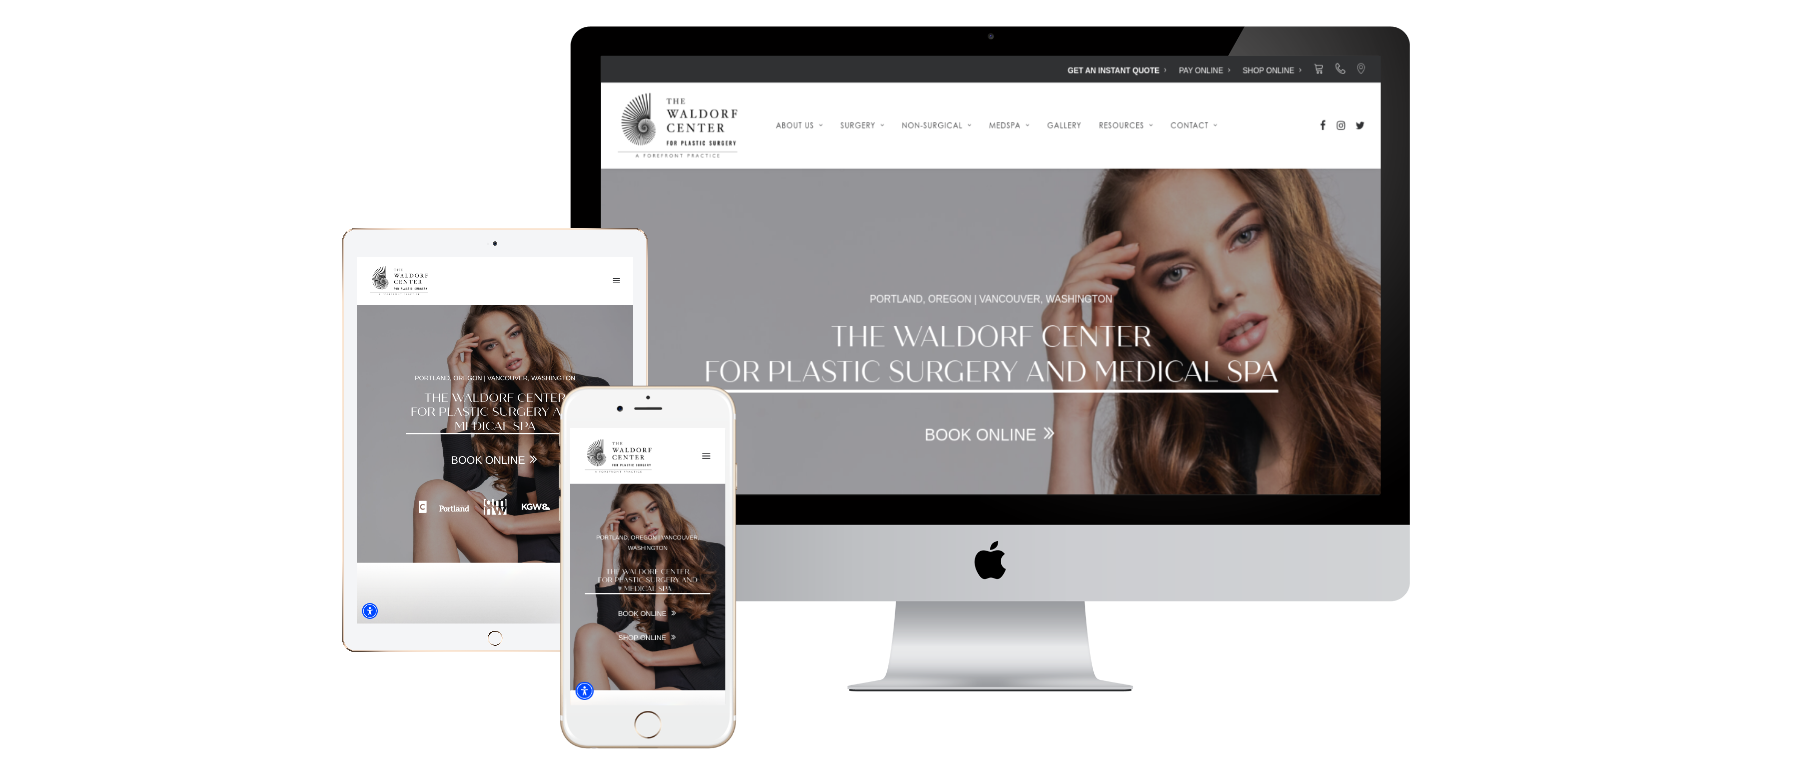 GET AN INSTANT QUOTE PAY ONLINE SHOP ONLINE
THE
WALDORF
CENTER
FOR PLASTIC SURGERY
A FOREFRONT PRACTICE
ABOUT US SURGERY NON-SURGICAL MEDSPA GALLERY RESOURCES CONTACT
PORTLAND, OREGON | VANCOUVER, WASHINGTON
THE WALDORF CENTER
FOR PLASTIC SURGERY AND MEDICAL SPA
BOOK ONLINE
THE
WALDORF
CENTER
FOR PLASTIC SURGERY
PORTLAND, OREGON | VANCOUVER, WASHINGTON
THE WALDORF CENTER
FOR PLASTIC SURGERY A
MEDICAL SPA
BOOK ONLINE
Portland KGW8
THE
WALDORF
CENTER
FOR PLASTIC SURGERY
PORTLAND, OREGON | VANCOUVER,
WASHINGTON
THE WALDORF CENTER
FOR PLASTIC SURGERY AND
MEDICAL SPA
BOOK ONLINE
SHOP ONLINE